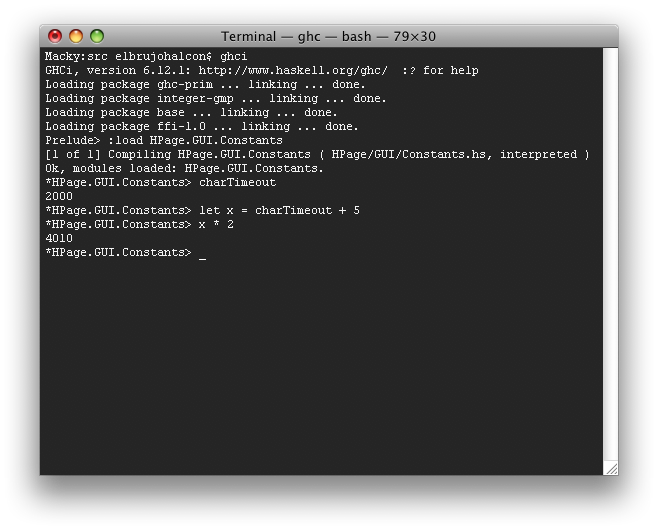 Terminal — ghc — bash — 79×30
Macky:src elbrujohalcon$ ghci
GHCi, version 6.12.1: http://www.haskell.org/ghc/  :? for help
Loading package ghc-prim ... linking ... done.
Loading package integer-gmp ... linking ... done.
Loading package base ... linking ... done.
Loading package ffi-1.0 ... linking ... done.
Prelude> :load HPage.GUI.Constants
[1 of 1] Compiling HPage.GUI.Constants ( HPage/GUI/Constants.hs, interpreted )
Ok, modules loaded: HPage.GUI.Constants.
*HPage.GUI.Constants> charTimeout
2000
*HPage.GUI.Constants> let x = charTimeout + 5
*HPage.GUI.Constants> x * 2
4010
*HPage.GUI.Constants> _